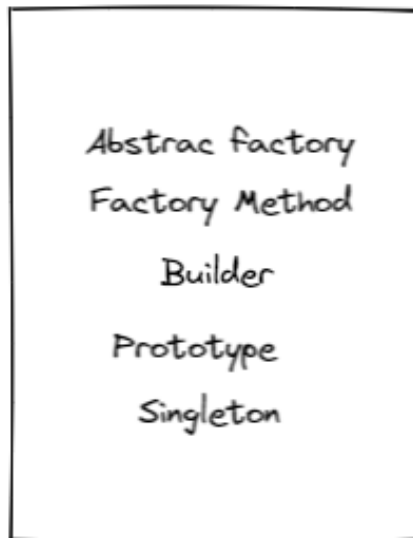 Abstrac factory
Factory Method
Builder
Prototype
Singleton